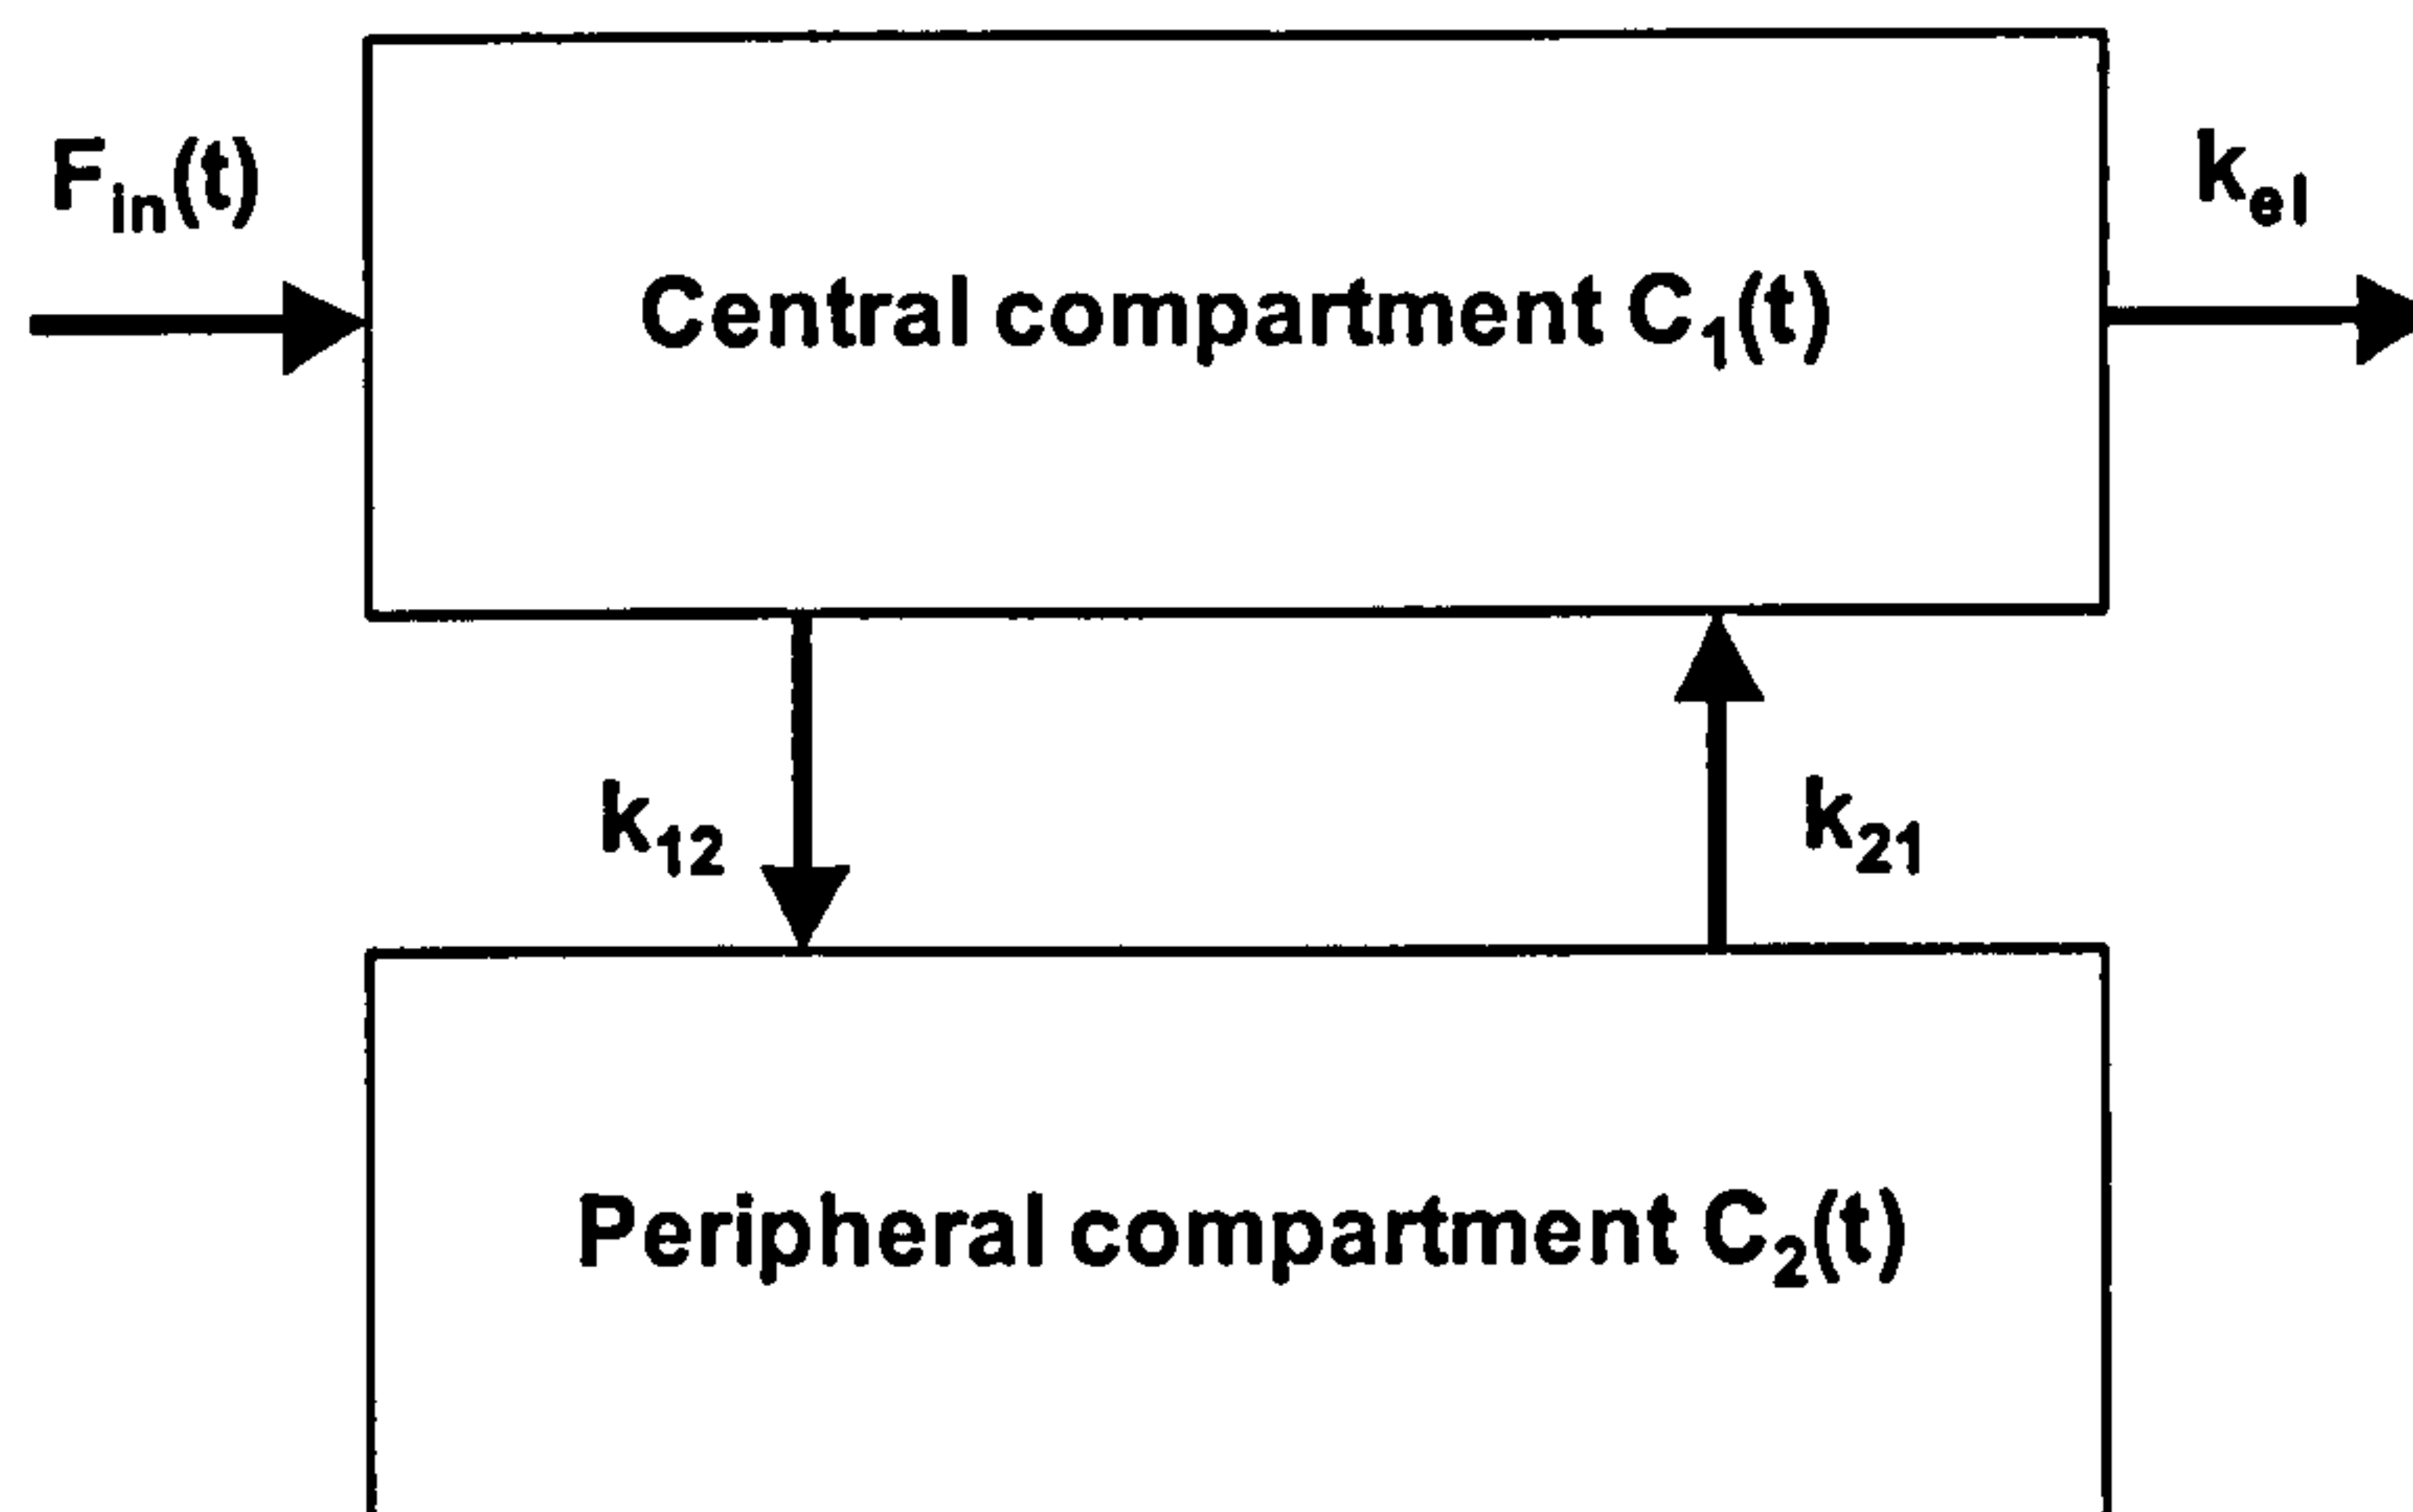 F_in(t)
k_el
Central compartment C_1(t)
k_12
k_21
Peripheral compartment C_2(t)